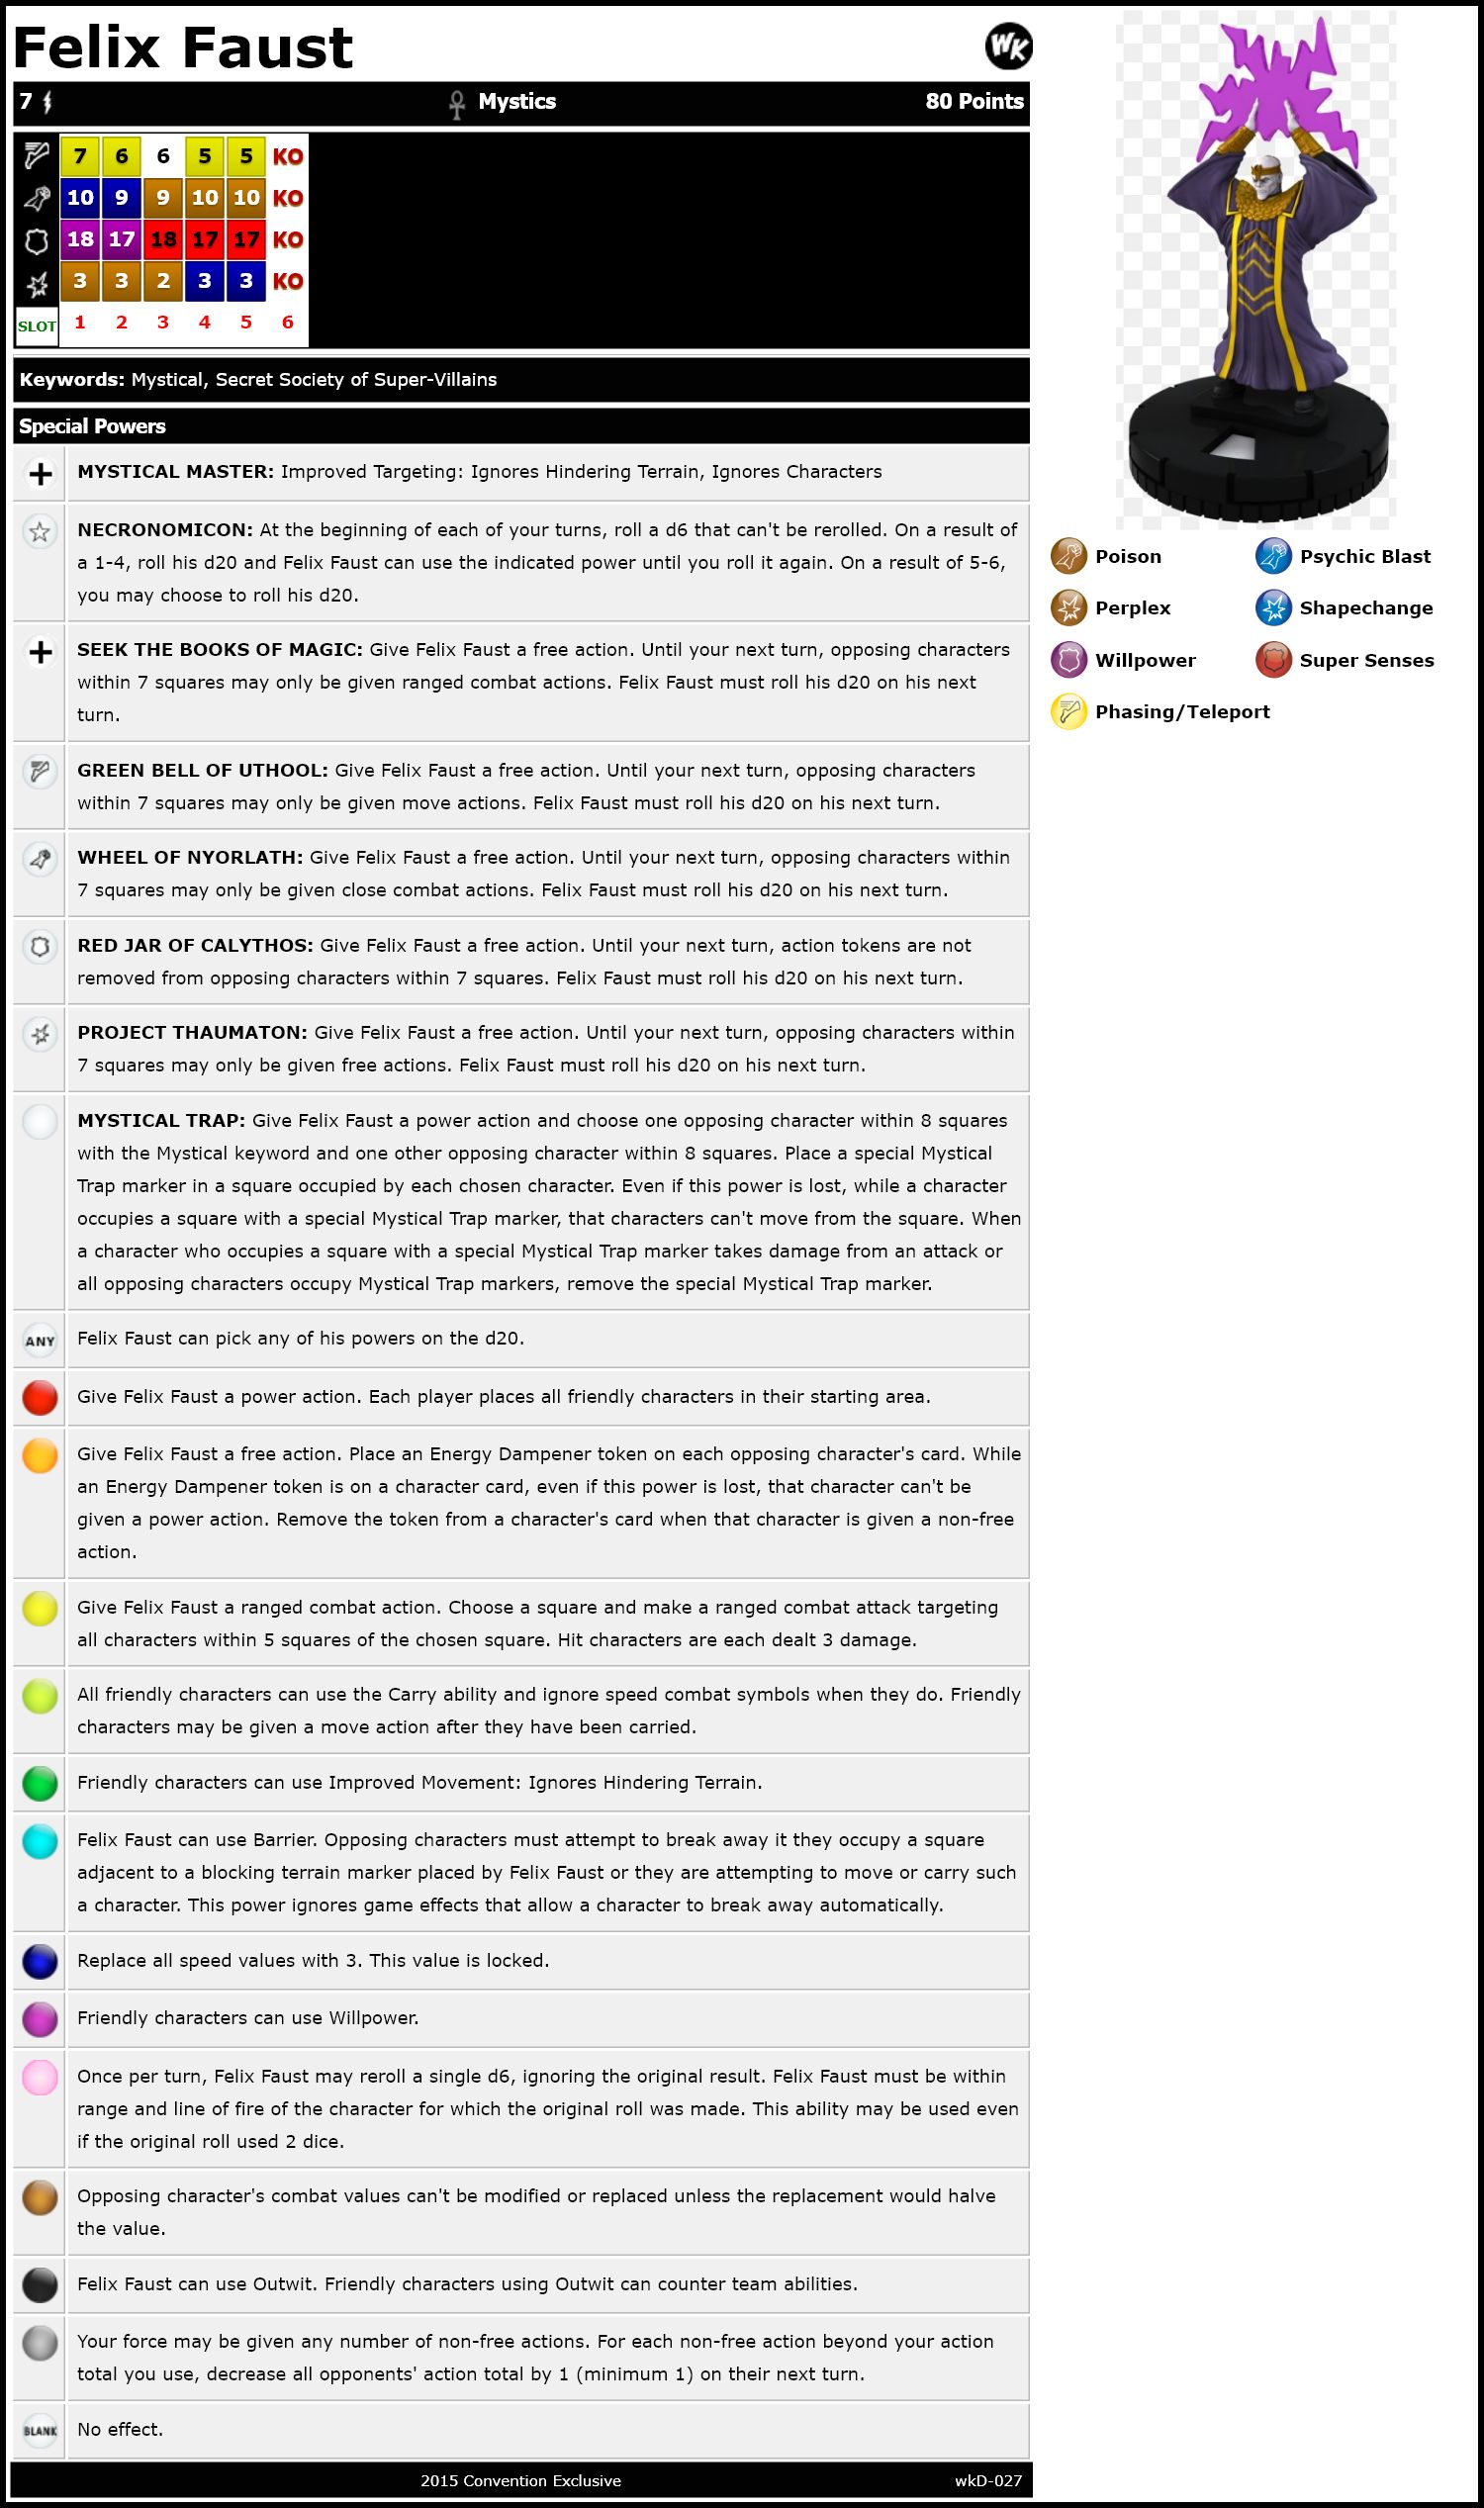 Felix Faust
WK
7 Mystics 80 Points
7 6 6 5 5 KO
10 9 9 10 10 KO
18 17 18 17 17 KO
3 3 2 3 3 KO
SLOT 1 2 3 4 5 6
Keywords: Mystical, Secret Society of Super-Villains
Special Powers
MYSTICAL MASTER: Improved Targeting: Ignores Hindering Terrain, Ignores Characters
NECRONOMICON: At the beginning of each of your turns, roll a d6 that can't be rerolled. On a result of
a 1-4, roll his d20 and Felix Faust can use the indicated power until you roll it again. On a result of 5-6,
you may choose to roll his d20.
SEEK THE BOOKS OF MAGIC: Give Felix Faust a free action. Until your next turn, opposing characters
within 7 squares may only be given ranged combat actions. Felix Faust must roll his d20 on his next
turn.
GREEN BELL OF UTHOOL: Give Felix Faust a free action. Until your next turn, opposing characters
within 7 squares may only be given move actions. Felix Faust must roll his d20 on his next turn.
WHEEL OF NYORLATH: Give Felix Faust a free action. Until your next turn, opposing characters within
7 squares may only be given close combat actions. Felix Faust must roll his d20 on his next turn.
RED JAR OF CALYTHOS: Give Felix Faust a free action. Until your next turn, action tokens are not
removed from opposing characters within 7 squares. Felix Faust must roll his d20 on his next turn.
PROJECT THAUMATON: Give Felix Faust a free action. Until your next turn, opposing characters within
7 squares may only be given free actions. Felix Faust must roll his d20 on his next turn.
MYSTICAL TRAP: Give Felix Faust a power action and choose one opposing character within 8 squares
with the Mystical keyword and one other opposing character within 8 squares. Place a special Mystical
Trap marker in a square occupied by each chosen character. Even if this power is lost, while a character
occupies a square with a special Mystical Trap marker, that characters can't move from the square. When
a character who occupies a square with a special Mystical Trap marker takes damage from an attack or
all opposing characters occupy Mystical Trap markers, remove the special Mystical Trap marker.
ANY Felix Faust can pick any of his powers on the d20.
Give Felix Faust a power action. Each player places all friendly characters in their starting area.
Give Felix Faust a free action. Place an Energy Dampener token on each opposing character's card. While
an Energy Dampener token is on a character card, even if this power is lost, that character can't be
given a power action. Remove the token from a character's card when that character is given a non-free
action.
Give Felix Faust a ranged combat action. Choose a square and make a ranged combat attack targeting
all characters within 5 squares of the chosen square. Hit characters are each dealt 3 damage.
All friendly characters can use the Carry ability and ignore speed combat symbols when they do. Friendly
characters may be given a move action after they have been carried.
Friendly characters can use Improved Movement: Ignores Hindering Terrain.
Felix Faust can use Barrier. Opposing characters must attempt to break away it they occupy a square
adjacent to a blocking terrain marker placed by Felix Faust or they are attempting to move or carry such
a character. This power ignores game effects that allow a character to break away automatically.
Replace all speed values with 3. This value is locked.
Friendly characters can use Willpower.
Once per turn, Felix Faust may reroll a single d6, ignoring the original result. Felix Faust must be within
range and line of fire of the character for which the original roll was made. This ability may be used even
if the original roll used 2 dice.
Opposing character's combat values can't be modified or replaced unless the replacement would halve
the value.
Felix Faust can use Outwit. Friendly characters using Outwit can counter team abilities.
Your force may be given any number of non-free actions. For each non-free action beyond your action
total you use, decrease all opponents' action total by 1 (minimum 1) on their next turn.
BLANK No effect.
2015 Convention Exclusive wkD-027
Poison Psychic Blast
Perplex Shapechange
Willpower Super Senses
Phasing/Teleport